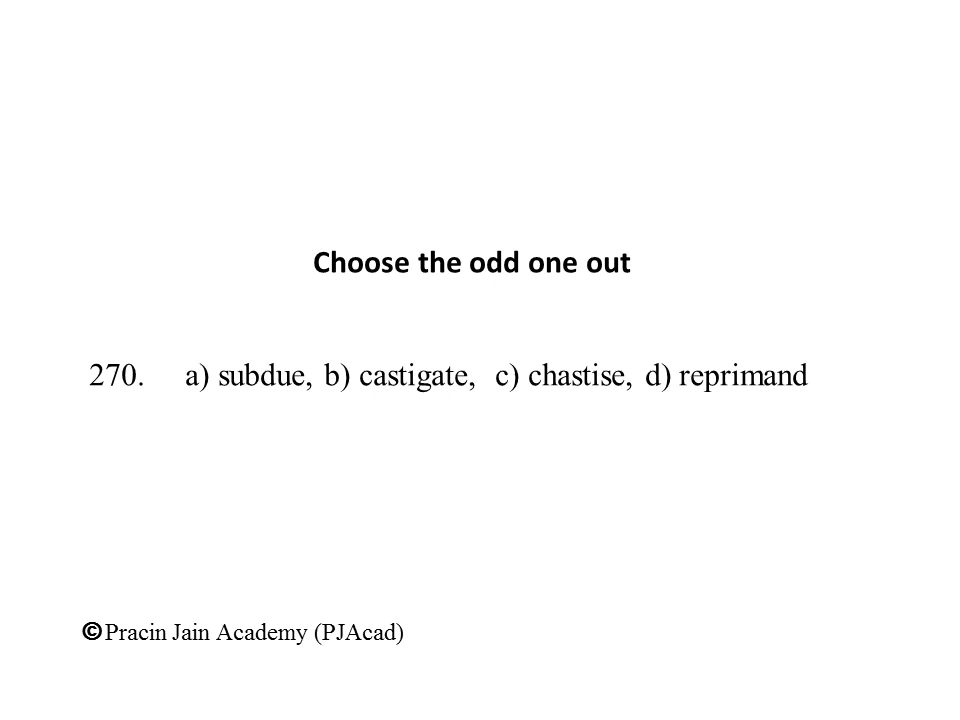 Choose the odd one out
270. a) subdue, b) castigate, c) chastise, d) reprimand
©Pracin Jain Academy (PJAcad)